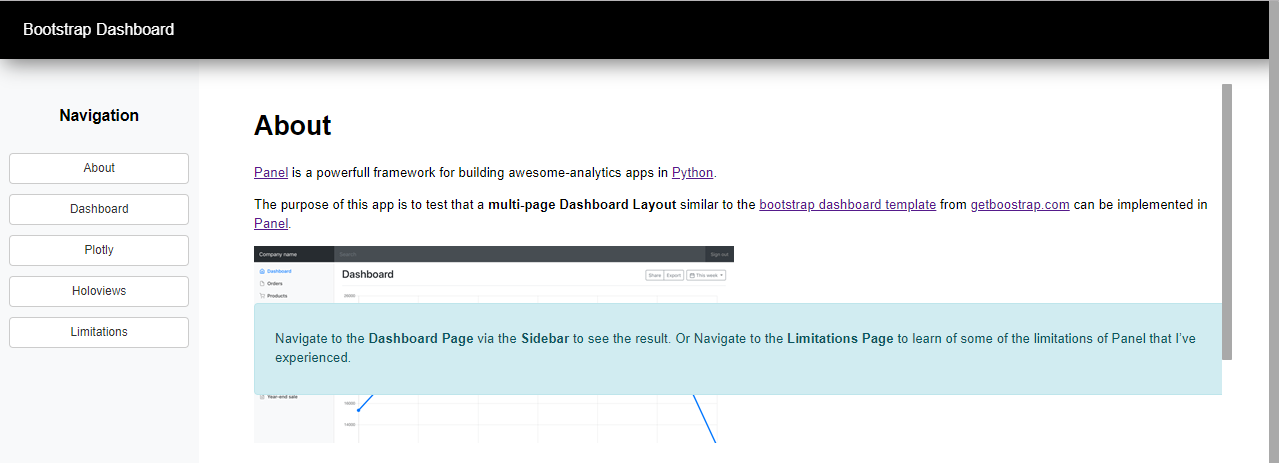 Bootstrap Dashboard
Navigation
About
Dashboard
Plotly
Holoviews
Limitations
About
Panel is a powerfull framework for building awesome-analytics apps in Python.
The purpose of this app is to test that a multi-page Dashboard Layout similar to the bootstrap dashboard template from getboostrap.com can be implemented in
Panel.
Company name
Search
Sign out
Dashboard
Orders
Products
Dashboard
Share Export This week
Navigate to the Dashboard Page via the Sidebar to see the result. Or Navigate to the Limitations Page to learn of some of the limitations of Panel that I've
experienced.
Year-end sale